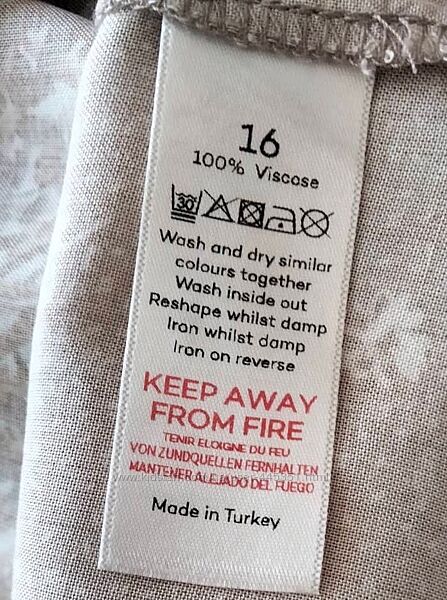 16
100% Viscose
30
Wash and dry similar
colours together
Wash inside out
Reshape whilst damp
Iron whilst damp
Iron on reverse
KEEP AWAY
FROM FIRE
TENIR ELOIGNE DU FEU
VON ZUNDQUELLEN FERNHALTEN
MANTENER ALEJADO DEL FUEGO
Made in Turkey